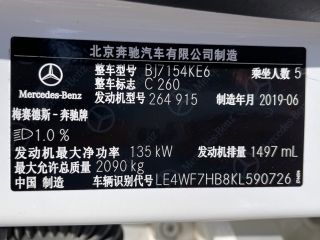 北京奔驰汽车有限公司制造
整车型号 BJ7154KE6 乘坐人数 5
整车标志 C 260
Mercedes-Benz 发动机型号 264 915 制造年月 2019-06
梅赛德斯－奔驰牌
1.0 %
发动机最大净功率 135 kW 发动机排量 1497 mL
最大允许总质量 2090 kg
中国 制造 车辆识别代号 LE4WF7HB8KL590726